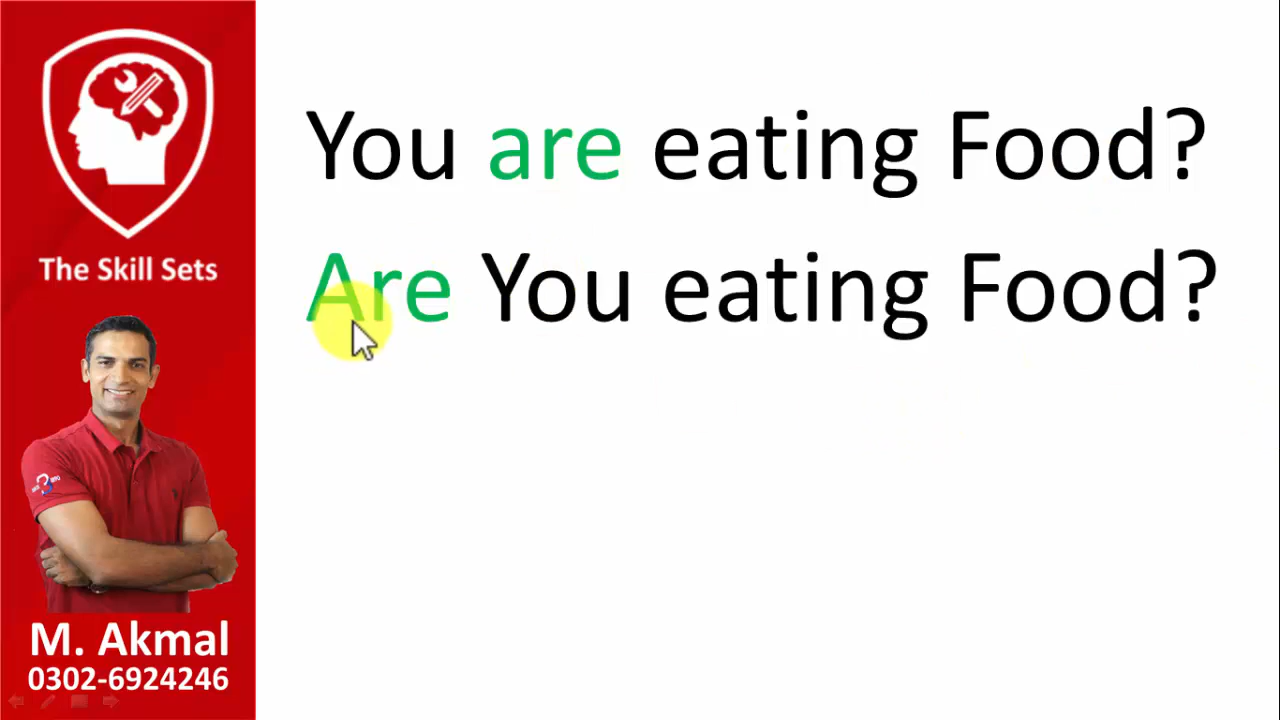 You are eating Food?
Are You eating Food?
The Skill Sets
M. Akmal
0302-6924246